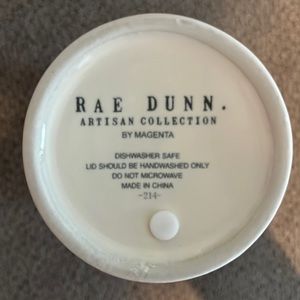 RAE DUNN.
ARTISAN COLLECTION
BY MAGENTA
DISHWASHER SAFE
LID SHOULD BE HANDWASHED ONLY
DO NOT MICROWAVE
MADE IN CHINA
-214-